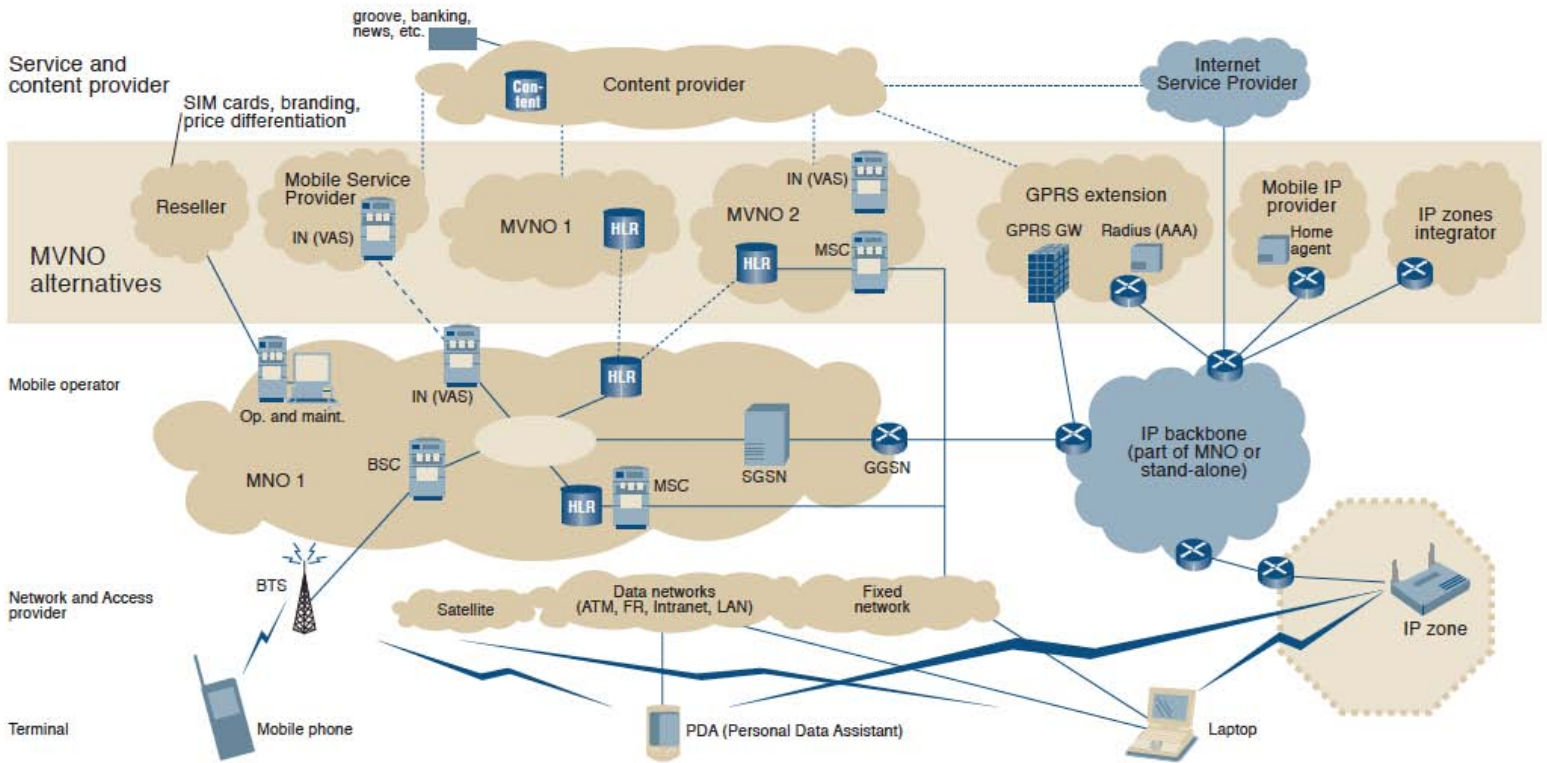 groove, banking,
news, etc.
Service and
content provider
Con-
tent
Content provider
Internet
Service Provider
SIM cards, branding,
price differentiation
MVNO
alternatives
Reseller
Mobile Service
Provider
IN (VAS)
MVNO 1
HLR
IN (VAS)
MVNO 2
MSC
HLR
GPRS extension
GPRS GW
Radius (AAA)
Mobile IP
provider
Home
agent
IP zones
integrator
Mobile operator
Op. and maint.
IN (VAS)
HLR
BSC
MNO 1
HLR
MSC
SGSN
GGSN
IP backbone
(part of MNO or
stand-alone)
Network and Access
provider
BTS
Satellite
Data networks
(ATM, FR, Intranet, LAN)
Fixed
network
IP zone
Terminal
Mobile phone
PDA (Personal Data Assistant)
Laptop